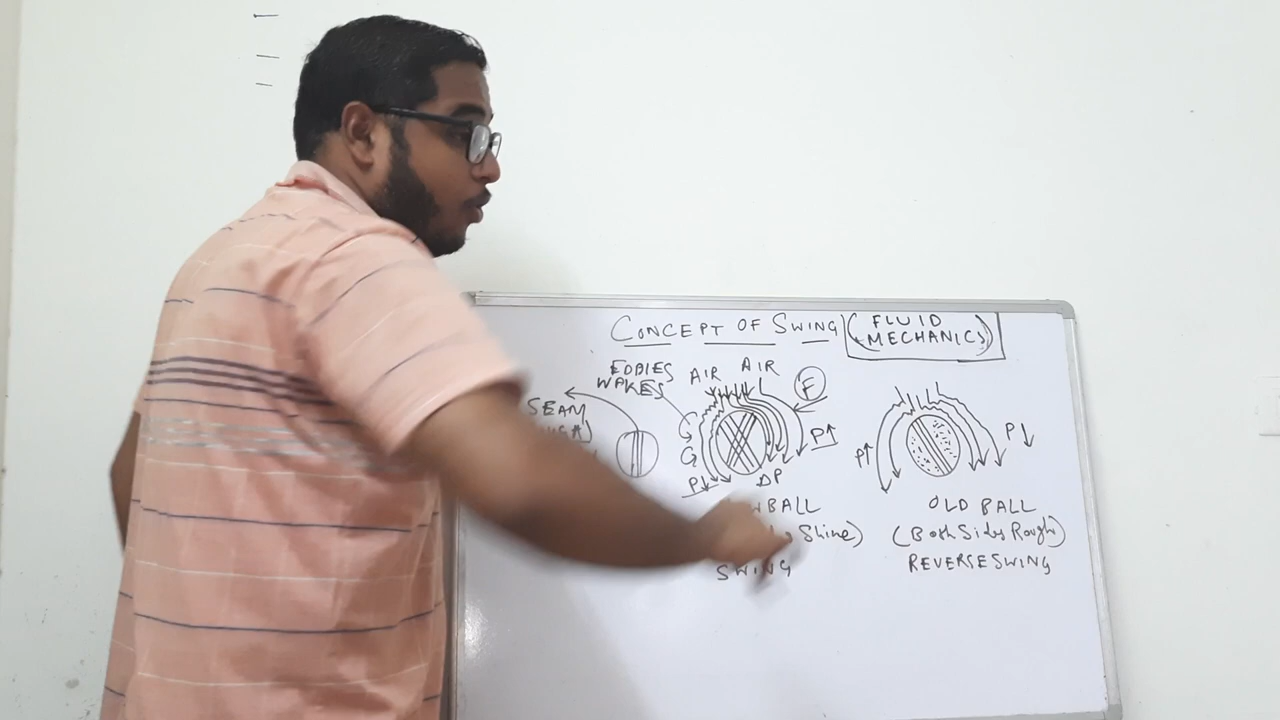 CONCEPT OF SWING (FLUID MECHANICS)
EDDIES
WAKES
AIR AIR
F
SEAM
P↑
P↓
ΔP
P↑
P↓
BALL
Shine)
SWING
OLD BALL
(Both Sides Rough)
REVERSE SWING